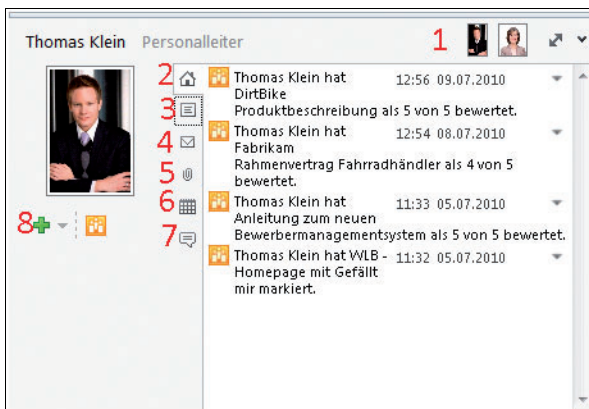 Thomas Klein Personalleiter 1
2 Thomas Klein hat 12:56 09.07.2010
DirtBike
3 Produktbeschreibung als 5 von 5 bewertet.
4 Thomas Klein hat 12:54 08.07.2010
Fabrikam
5 Rahmenvertrag Fahrradhändler als 4 von 5
bewertet.
6 Thomas Klein hat 11:33 05.07.2010
Anleitung zum neuen
8 7 Bewerbermanagementsystem als 5 von 5 bewertet.
Thomas Klein hat WLB - 11:32 05.07.2010
Homepage mit Gefällt
mir markiert.